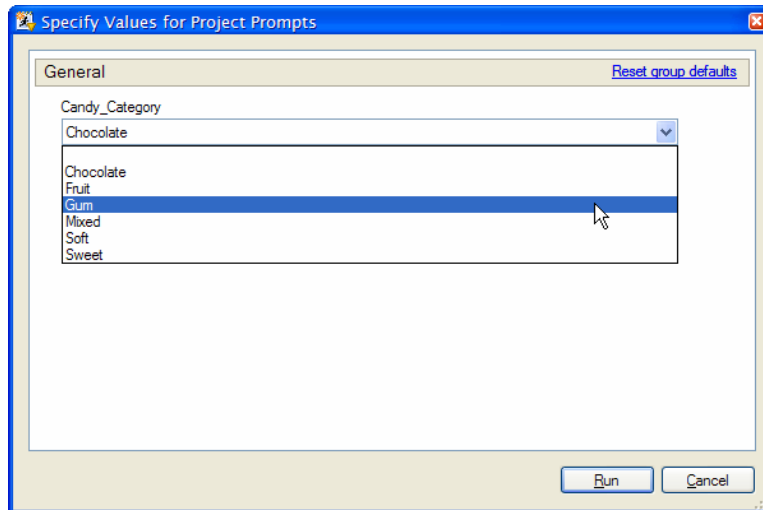 Specify Values for Project Prompts
General Reset group defaults
Candy_Category
Chocolate
Chocolate
Fruit
Gum
Mixed
Soft
Sweet
Run Cancel